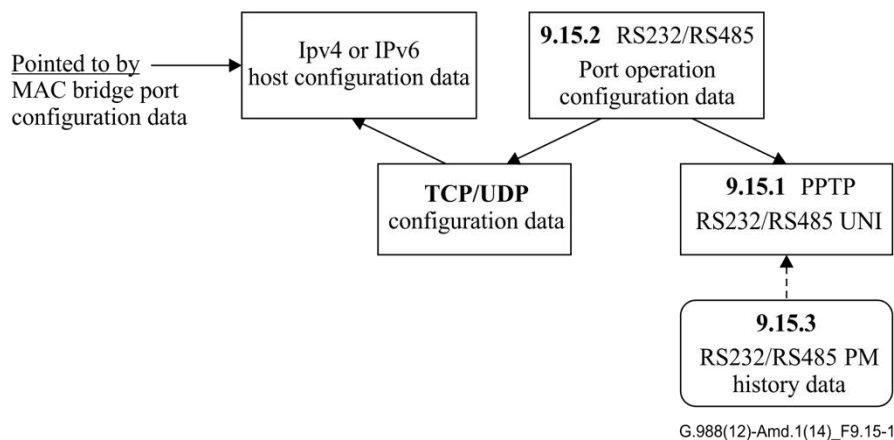 Pointed to by
MAC bridge port
configuration data
Ipv4 or IPv6
host configuration data
9.15.2 RS232/RS485
Port operation
configuration data
TCP/UDP
configuration data
9.15.1 PPTP
RS232/RS485 UNI
9.15.3
RS232/RS485 PM
history data
G.988(12)-Amd.1(14)_F9.15-1